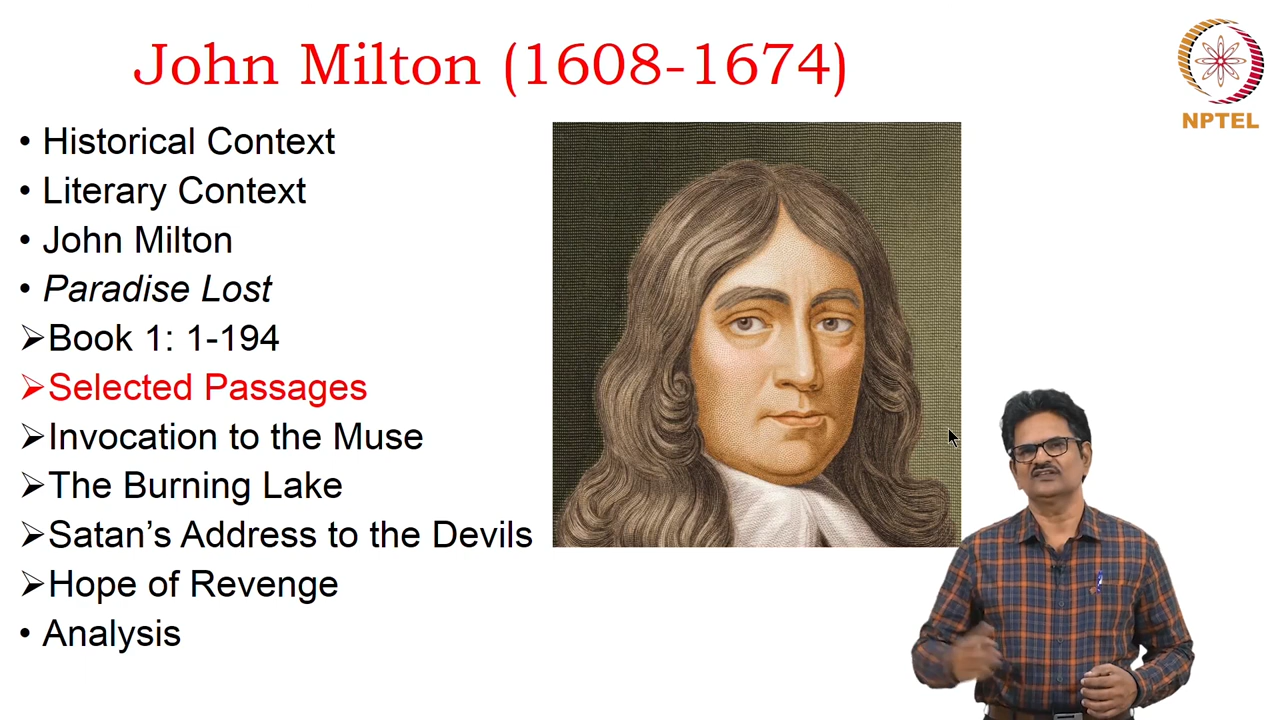 John Milton (1608-1674)
NPTEL
• Historical Context
• Literary Context
• John Milton
• Paradise Lost
➢Book 1: 1-194
➢Selected Passages
➢Invocation to the Muse
➢The Burning Lake
➢Satan’s Address to the Devils
➢Hope of Revenge
• Analysis